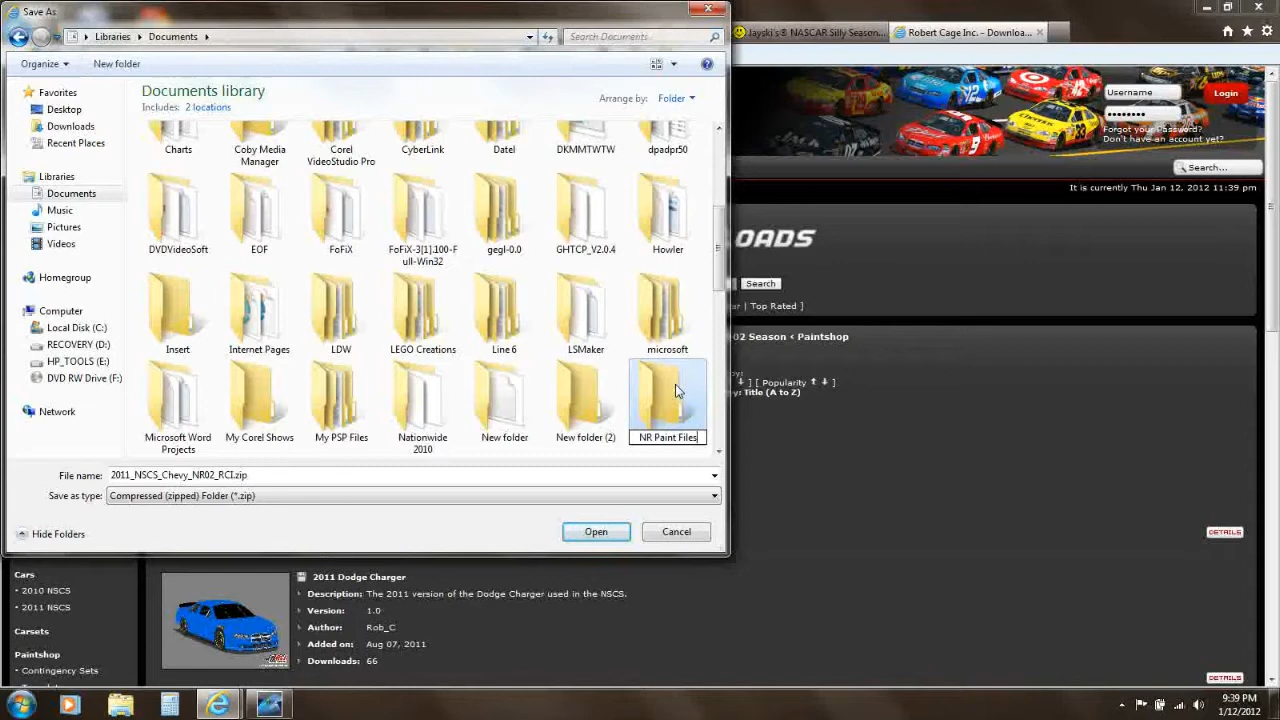 Save As
Jayski's® NASCAR Silly Season...
Robert Cage Inc. - Downloa...
Libraries
Documents
Search Documents
Organize
New folder
Documents library
Includes: 2 locations
Arrange by:
Folder
Favorites
Desktop
Downloads
Recent Places
Libraries
Documents
Music
Pictures
Videos
Homegroup
Computer
Local Disk (C:)
RECOVERY (D:)
HP_TOOLS (E:)
DVD RW Drive (F:)
Network
Charts
Coby Media Manager
Corel VideoStudio Pro
CyberLink
Datel
DKMMTWTW
dpadpr50
DVDVideoSoft
EOF
FoFiX
FoFiX-3[1].100-Full-Win32
gegl-0.0
GHTCP_V2.0.4
Howler
Insert
Internet Pages
LDW
LEGO Creations
Line 6
LSMaker
microsoft
Microsoft Word Projects
My Corel Shows
My PSP Files
Nationwide 2010
New folder
New folder (2)
NR Paint Files
File name:
2011_NSCS_Chevy_NR02_RCI.zip
Save as type:
Compressed (zipped) Folder (*.zip)
Hide Folders
Open
Cancel
Username
Login
Forgot your Password?
Don't have an account yet?
Search...
It is currently Thu Jan 12, 2012 11:39 pm
OADS
Search
ar | Top Rated ]
02 Season < Paintshop
y:
] [ Popularity
y: Title (A to Z)
DETAILS
Cars
2010 NSCS
2011 NSCS
Carsets
Paintshop
Contingency Sets
2011 Dodge Charger
Description: The 2011 version of the Dodge Charger used in the NSCS.
Version: 1.0
Author: Rob_C
Added on: Aug 07, 2011
Downloads: 66
DETAILS
9:39 PM
1/12/2012